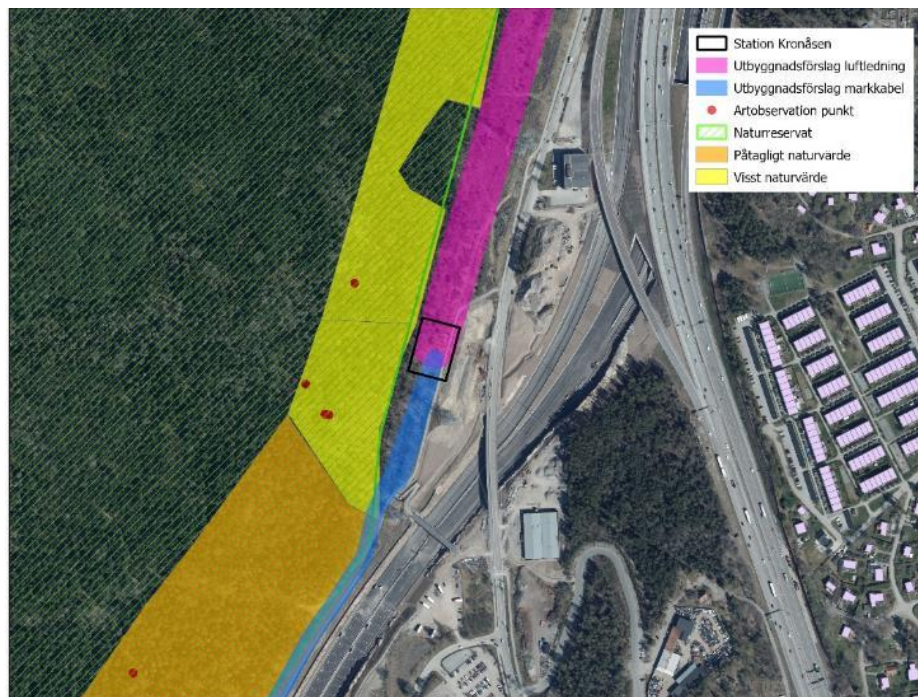 Station Kronåsen
Utbyggnadsförslag luftledning
Utbyggnadsförslag markkabel
Artobservation punkt
Naturreservat
Påtagligt naturvärde
Visst naturvärde